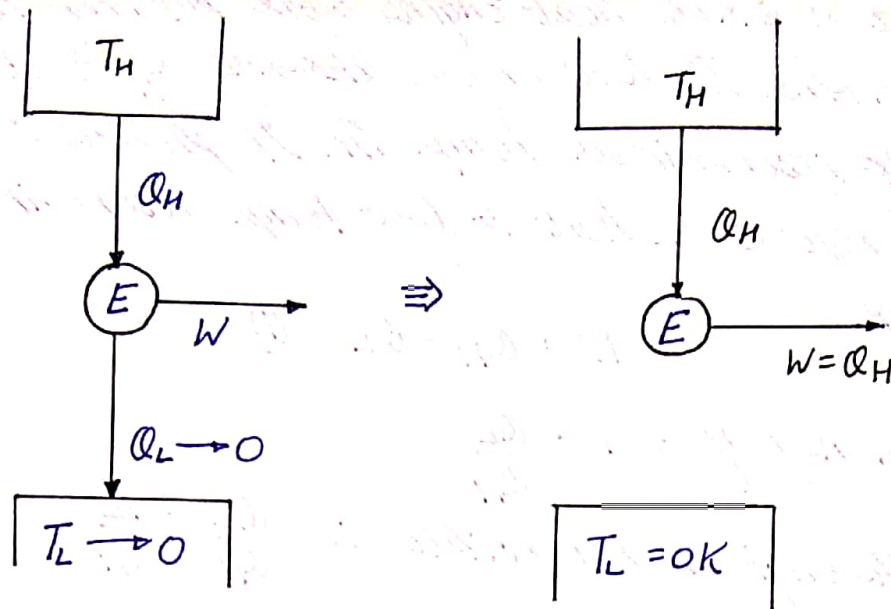 T_H
Q_H
E
W
Q_L → 0
T_L → 0
⇒
T_H
Q_H
E
W = Q_H
T_L = 0K